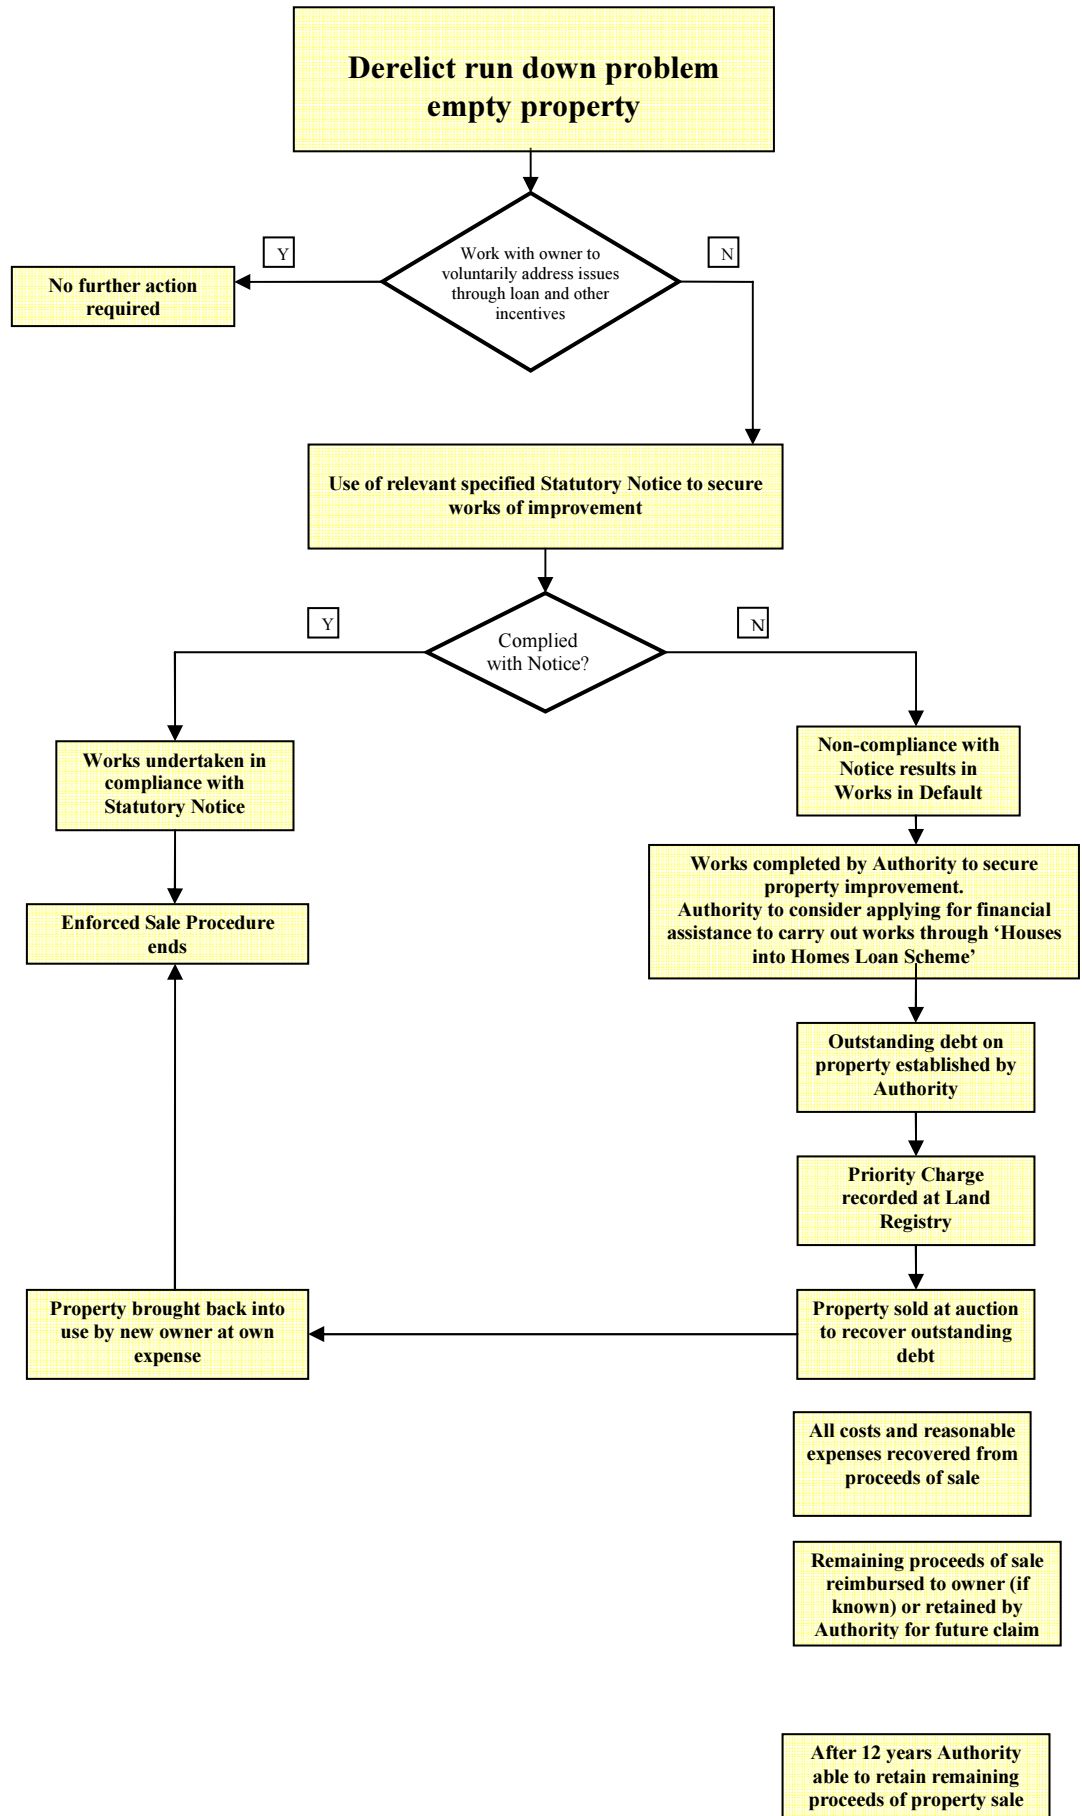 Derelict run down problem
empty property
Work with owner to
voluntarily address issues
through loan and other
incentives
Y
N
No further action
required
Use of relevant specified Statutory Notice to secure
works of improvement
Y
N
Complied
with Notice?
Works undertaken in
compliance with
Statutory Notice
Non-compliance with
Notice results in
Works in Default
Works completed by Authority to secure
property improvement.
Authority to consider applying for financial
assistance to carry out works through ‘Houses
into Homes Loan Scheme’
Enforced Sale Procedure
ends
Outstanding debt on
property established by
Authority
Priority Charge
recorded at Land
Registry
Property brought back into
use by new owner at own
expense
Property sold at auction
to recover outstanding
debt
All costs and reasonable
expenses recovered from
proceeds of sale
Remaining proceeds of sale
reimbursed to owner (if
known) or retained by
Authority for future claim
After 12 years Authority
able to retain remaining
proceeds of property sale